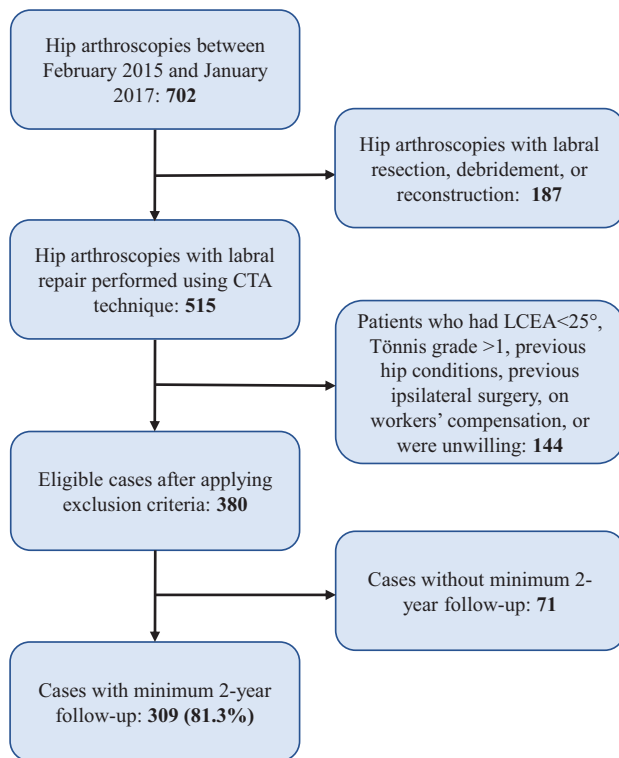 Hip arthroscopies between
February 2015 and January
2017: 702
Hip arthroscopies with labral
resection, debridement, or
reconstruction: 187
Hip arthroscopies with labral
repair performed using CTA
technique: 515
Patients who had LCEA<25°,
Tönnis grade >1, previous
hip conditions, previous
ipsilateral surgery, on
workers’ compensation, or
were unwilling: 144
Eligible cases after applying
exclusion criteria: 380
Cases without minimum 2-
year follow-up: 71
Cases with minimum 2-year
follow-up: 309 (81.3%)